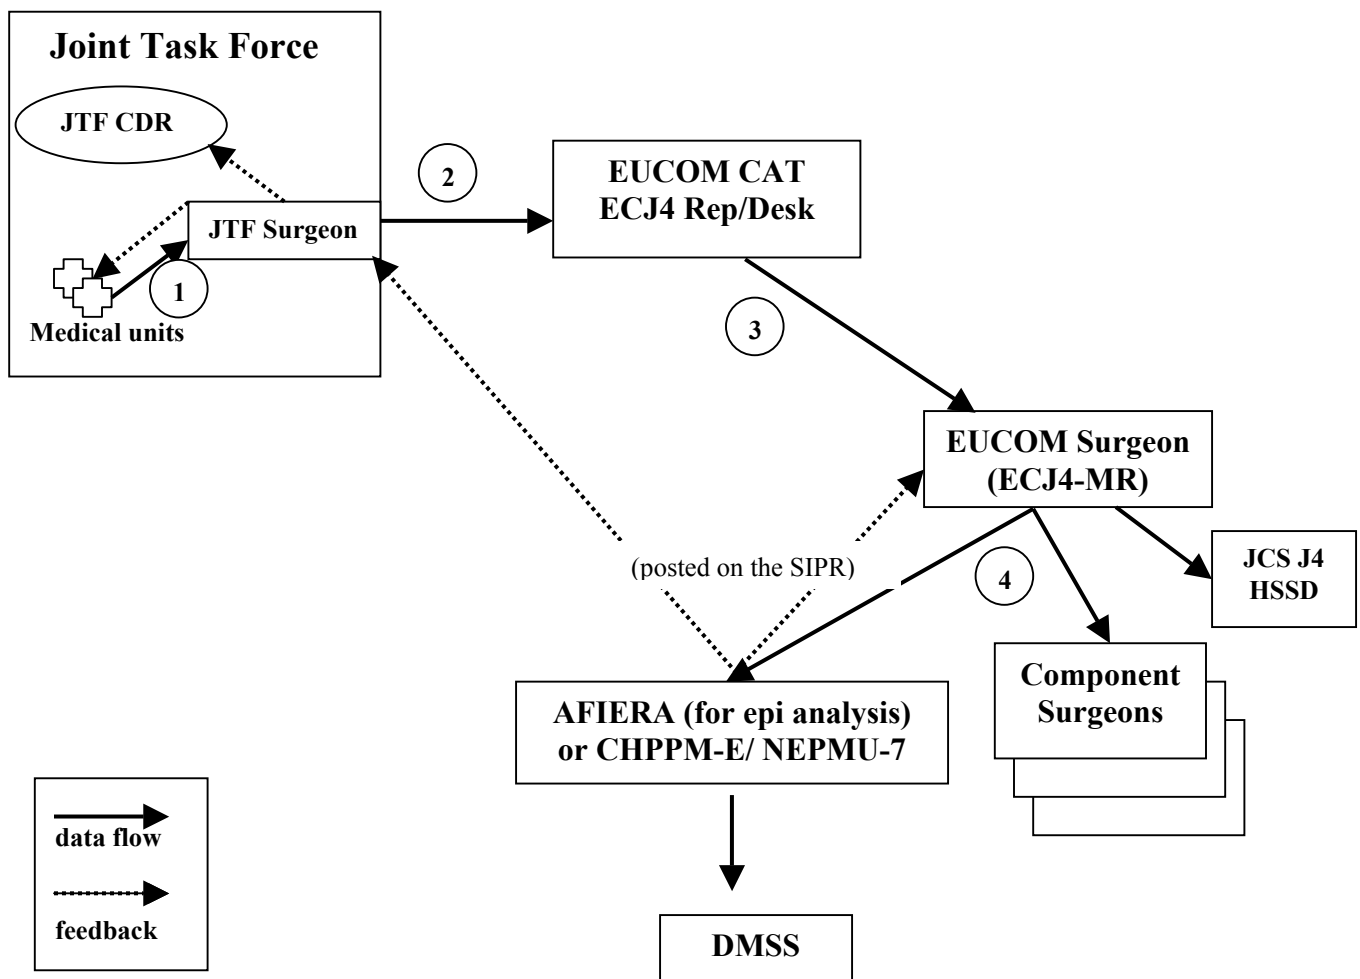 Joint Task Force
JTF CDR
2
EUCOM CAT
ECJ4 Rep/Desk
JTF Surgeon
1
Medical units
3
EUCOM Surgeon
(ECJ4-MR)
(posted on the SIPR)
4
JCS J4
HSSD
Component
Surgeons
AFIERA (for epi analysis)
or CHPPM-E/ NEPMU-7
data flow
feedback
DMSS